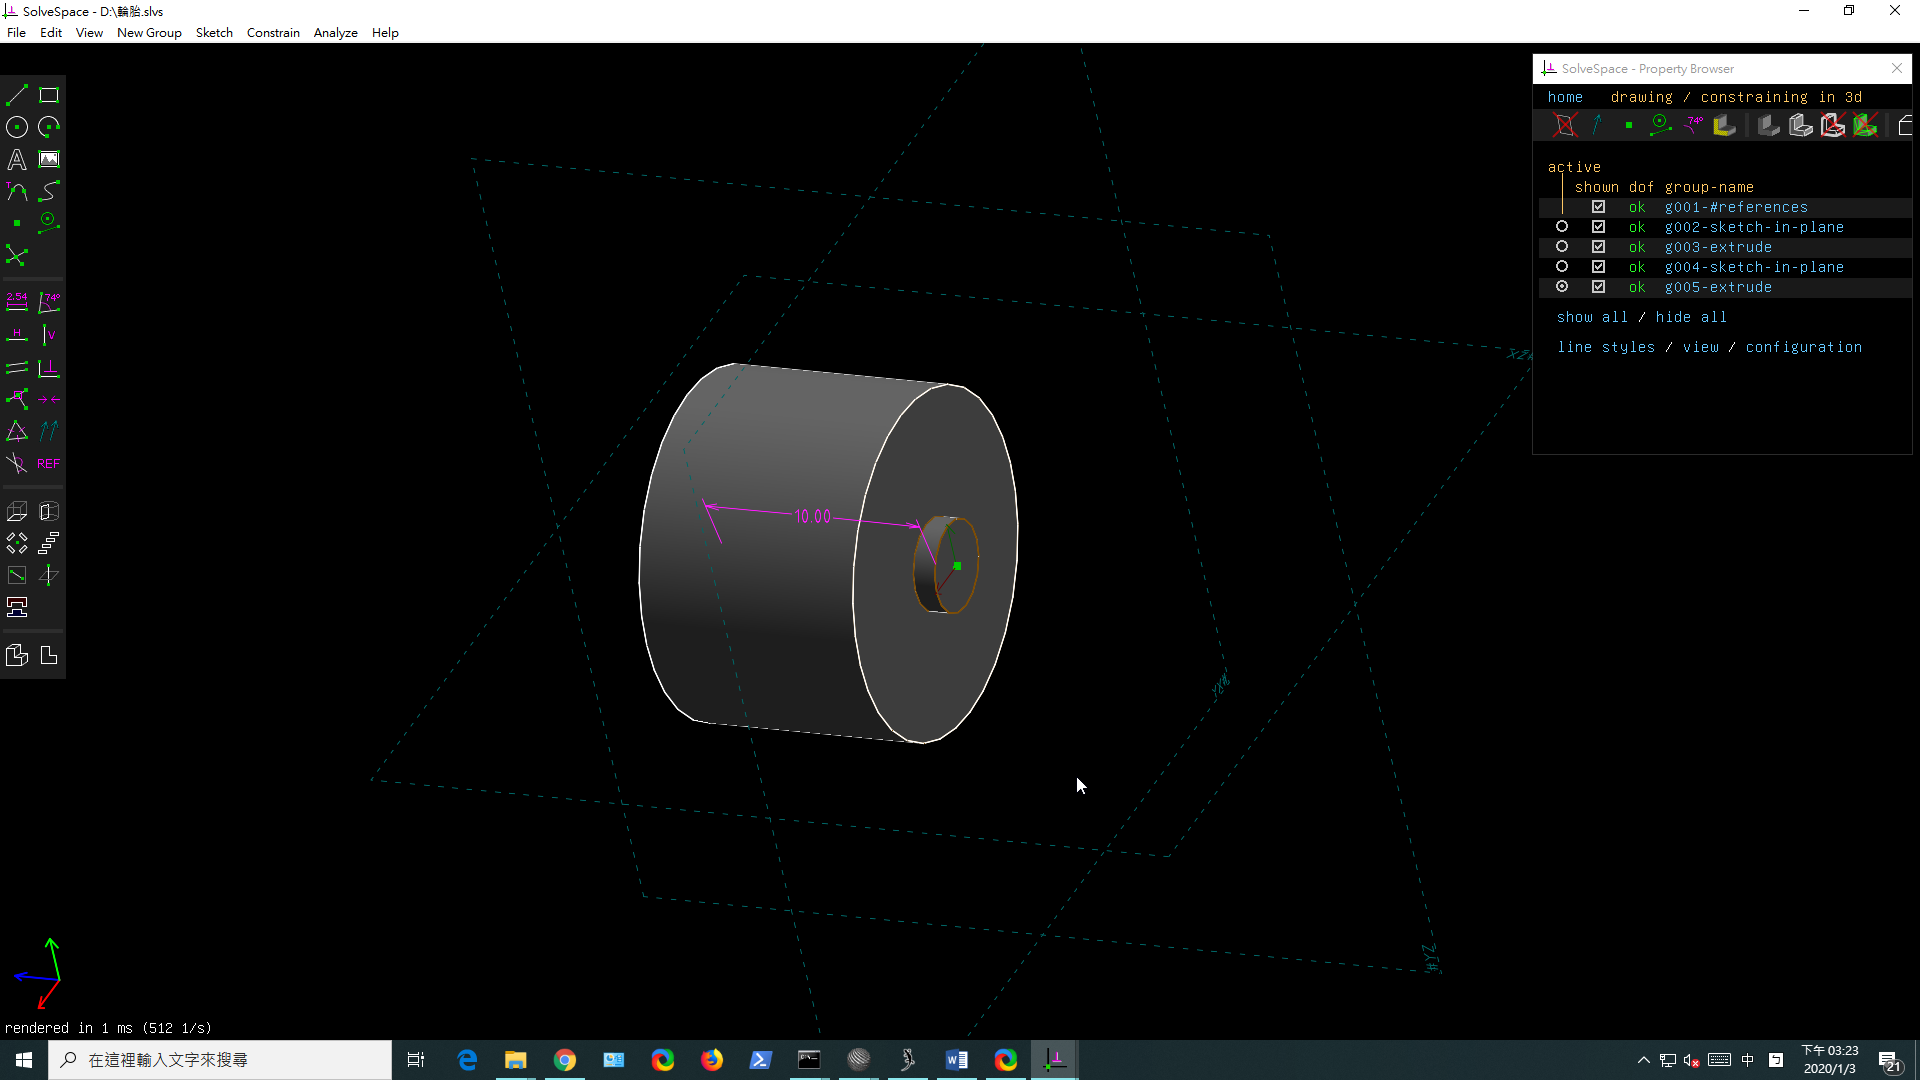 SolveSpace - D:\輪胎.slvs
File Edit View New Group Sketch Constrain Analyze Help
SolveSpace - Property Browser
home drawing / constraining in 3d
74°
active
shown dof group-name
ok g001-#references
ok g002-sketch-in-plane
ok g003-extrude
ok g004-sketch-in-plane
ok g005-extrude
show all / hide all
line styles / view / configuration
A
T
2.54 74°
H V
REF
10.00
#YZ
rendered in 1 ms (512 1/s)
在這裡輸入文字來搜尋
中
下午 03:23
2020/1/3
21